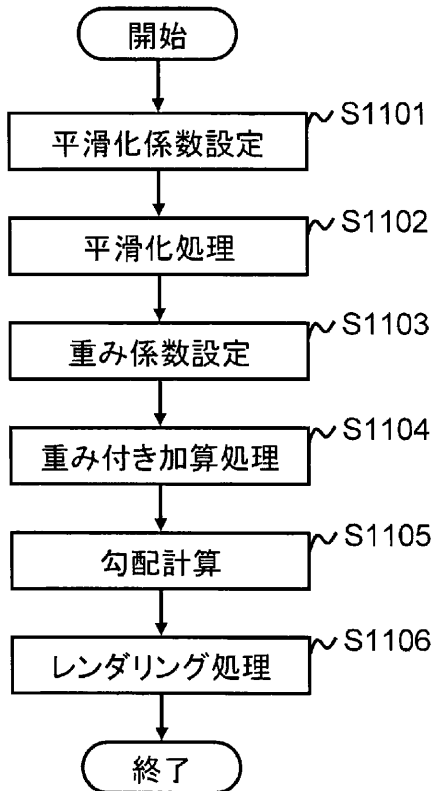 開始
S1101
平滑化係数設定
S1102
平滑化処理
S1103
重み係数設定
S1104
重み付き加算処理
S1105
勾配計算
S1106
レンダリング処理
終了